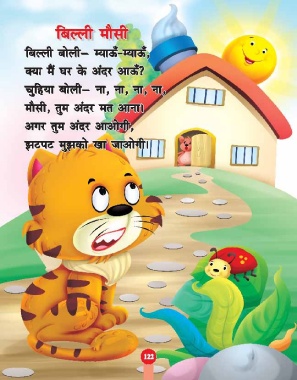 बिल्ली मौसी
बिल्ली बोली– म्याऊँ-म्याऊँ,
क्या मैं घर के अंदर आऊँ?
चुहिया बोली– ना, ना, ना, ना,
मौसी, तुम अंदर मत आना।
अगर तुम अंदर आओगी,
झटपट मुझको खा जाओगी।
122